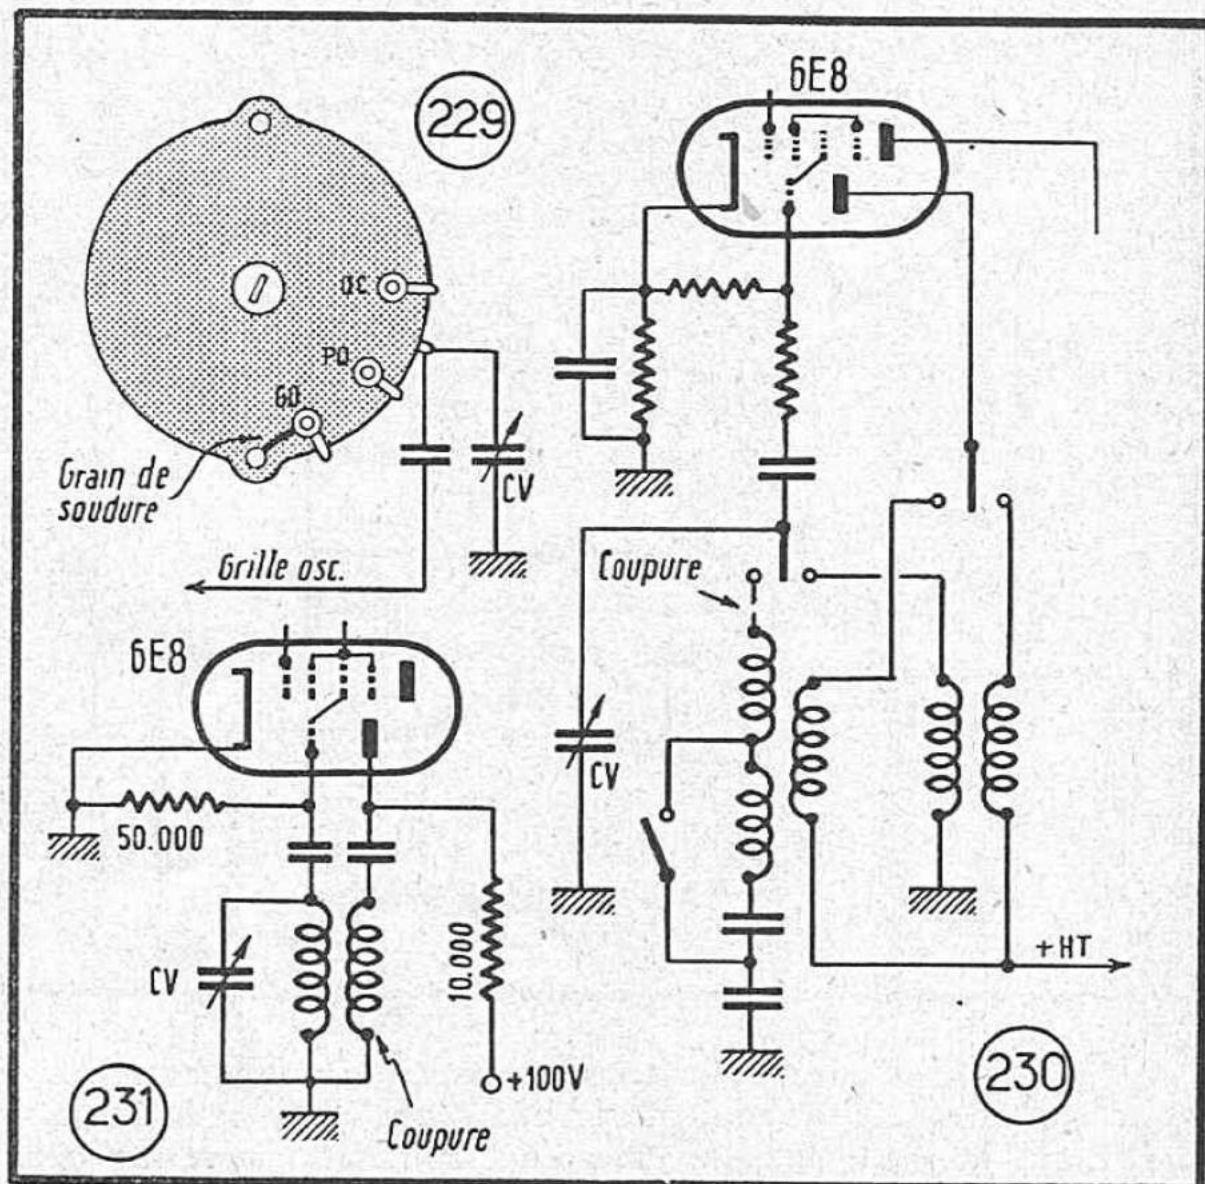 229
OC
PO
GO
Grain de
soudure
CV
Grille osc.
6E8
Coupure
CV
+HT
230
6E8
50.000
CV
10.000
+100V
Coupure
231